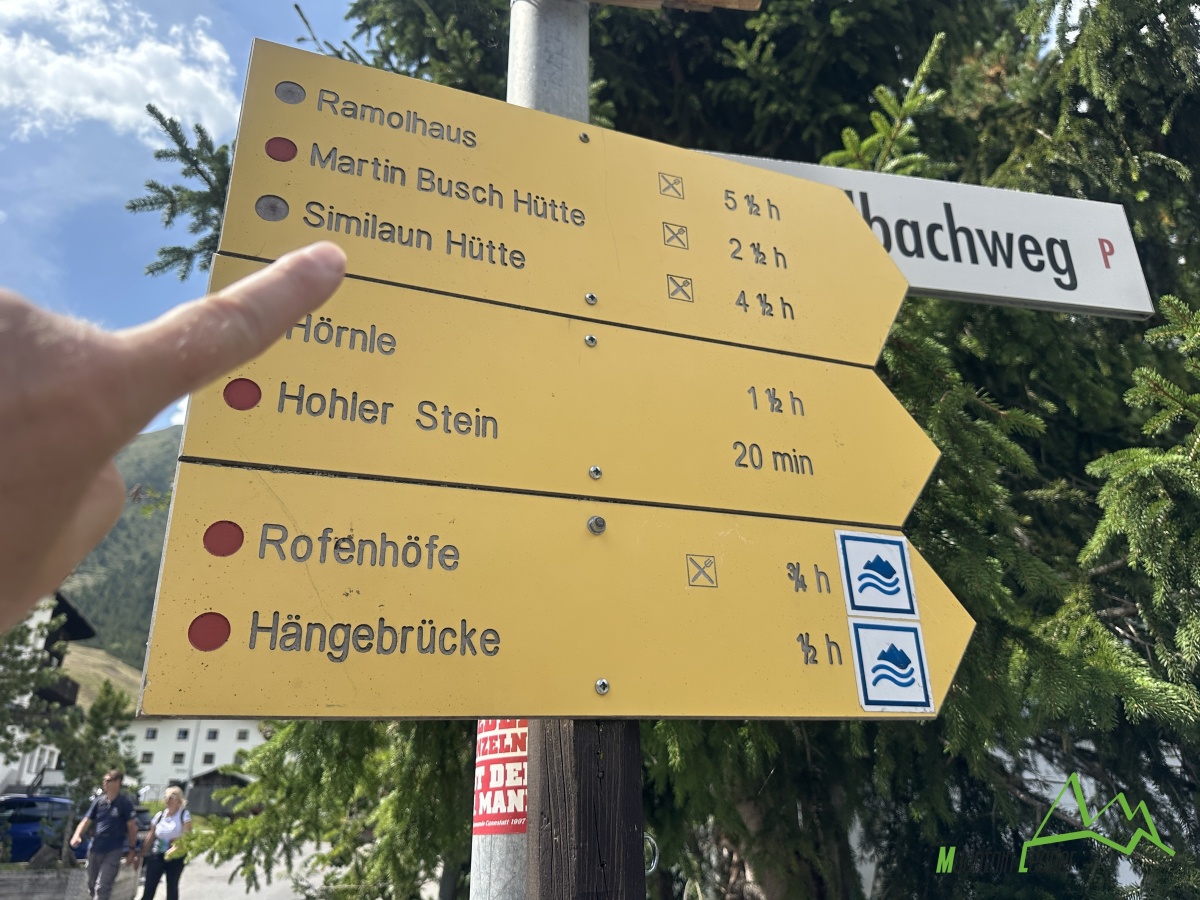 Ramolhaus 5 ½ h
Martin Busch Hütte 2 ½ h
Similaun Hütte 4 ½ h
Hörnle 1 ½ h
Hohler Stein 20 min
Rofenhöfe ¾ h
Hängebrücke ½ h
lbachweg P